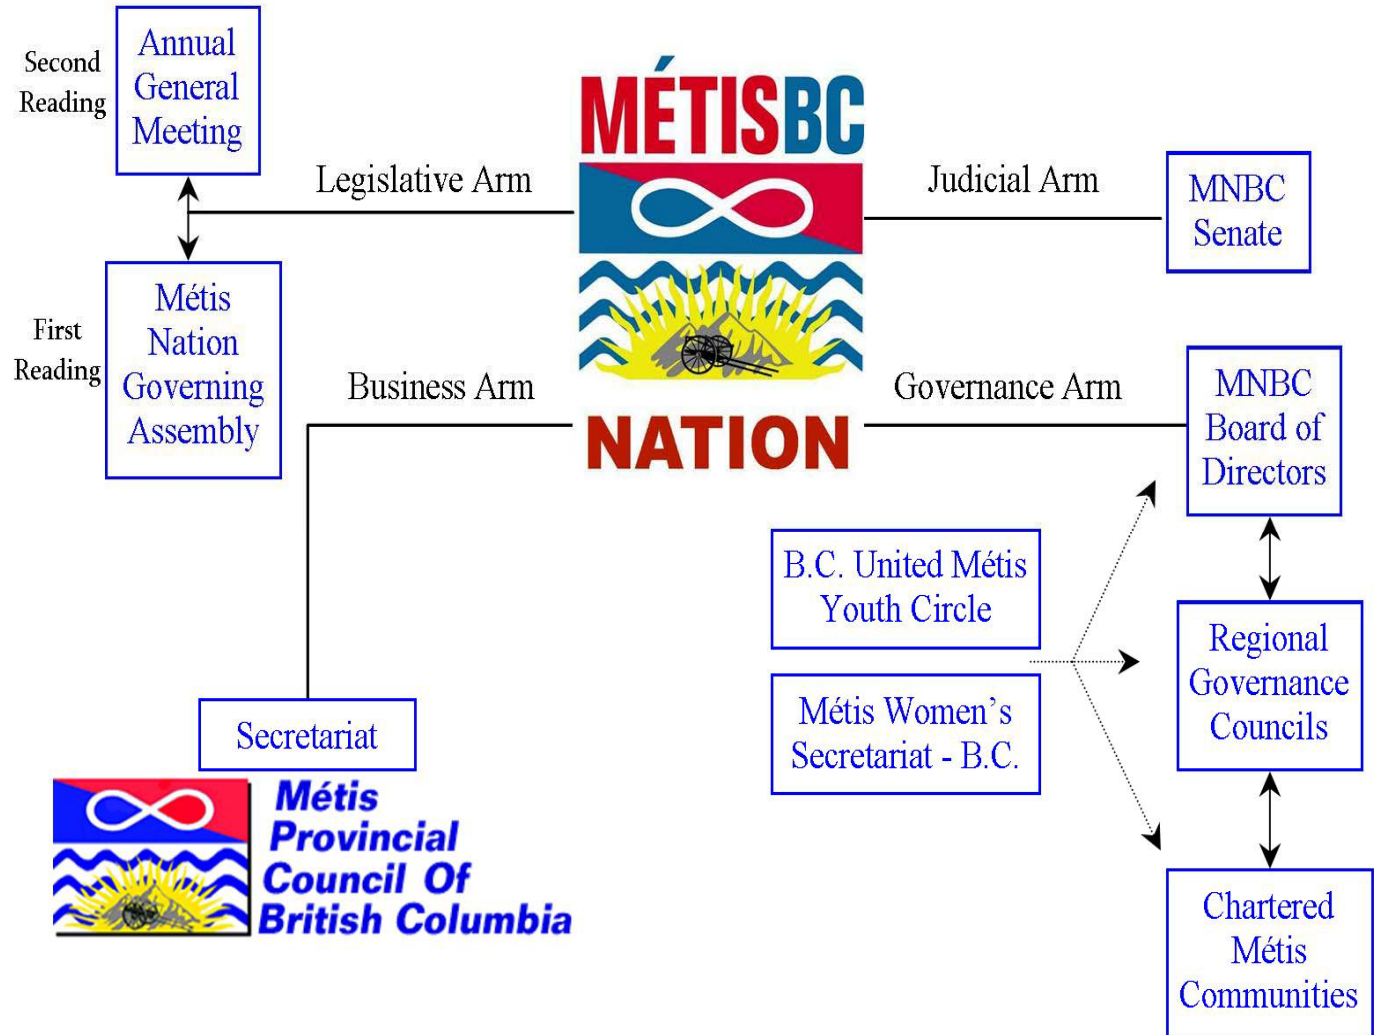 Second
Reading
Annual
General
Meeting
MÉTISBC
Legislative Arm
Judicial Arm
MNBC
Senate
First
Reading
Métis
Nation
Governing
Assembly
Business Arm
Governance Arm
MNBC
Board of
Directors
NATION
B.C. United Métis
Youth Circle
Métis Women's
Secretariat - B.C.
Regional
Governance
Councils
Secretariat
Métis
Provincial
Council Of
British Columbia
Chartered
Métis
Communities